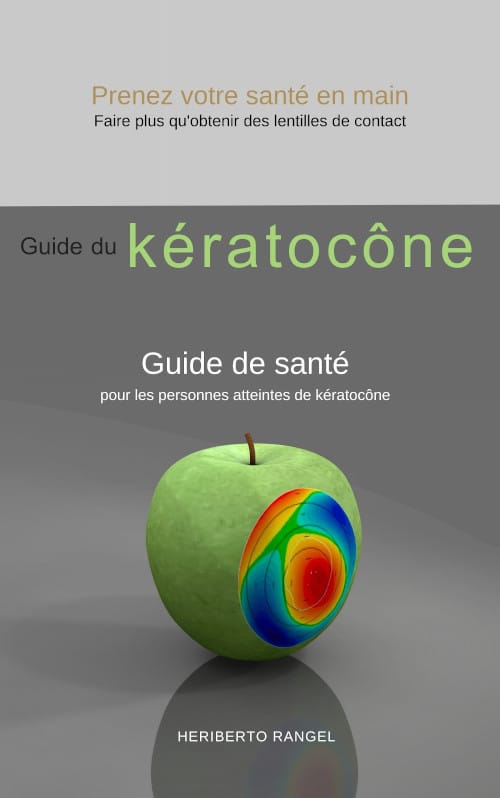 Prenez votre santé en main
Faire plus qu'obtenir des lentilles de contact
Guide du kératocône
Guide de santé
pour les personnes atteintes de kératocône
HERIBERTO RANGEL